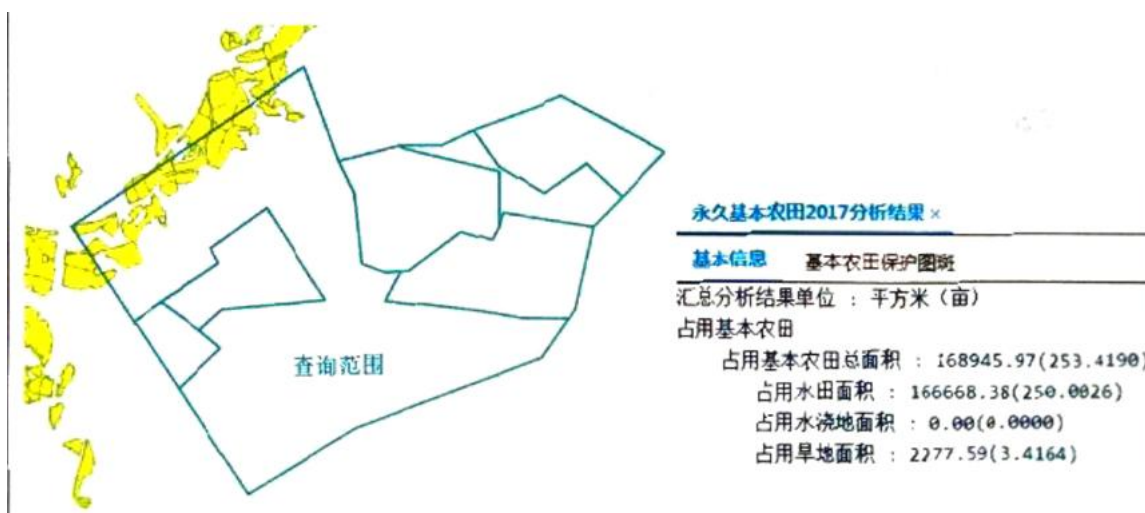 查询范围
永久基本农田2017分析结果 ×
基本信息 基本农田保护图斑
汇总分析结果单位 : 平方米（亩）
占用基本农田
占用基本农田总面积 : 168945.97(253.4190)
占用水田面积 : 166668.38(250.0026)
占用水浇地面积 : 0.00(0.0000)
占用旱地面积 : 2277.59(3.4164)